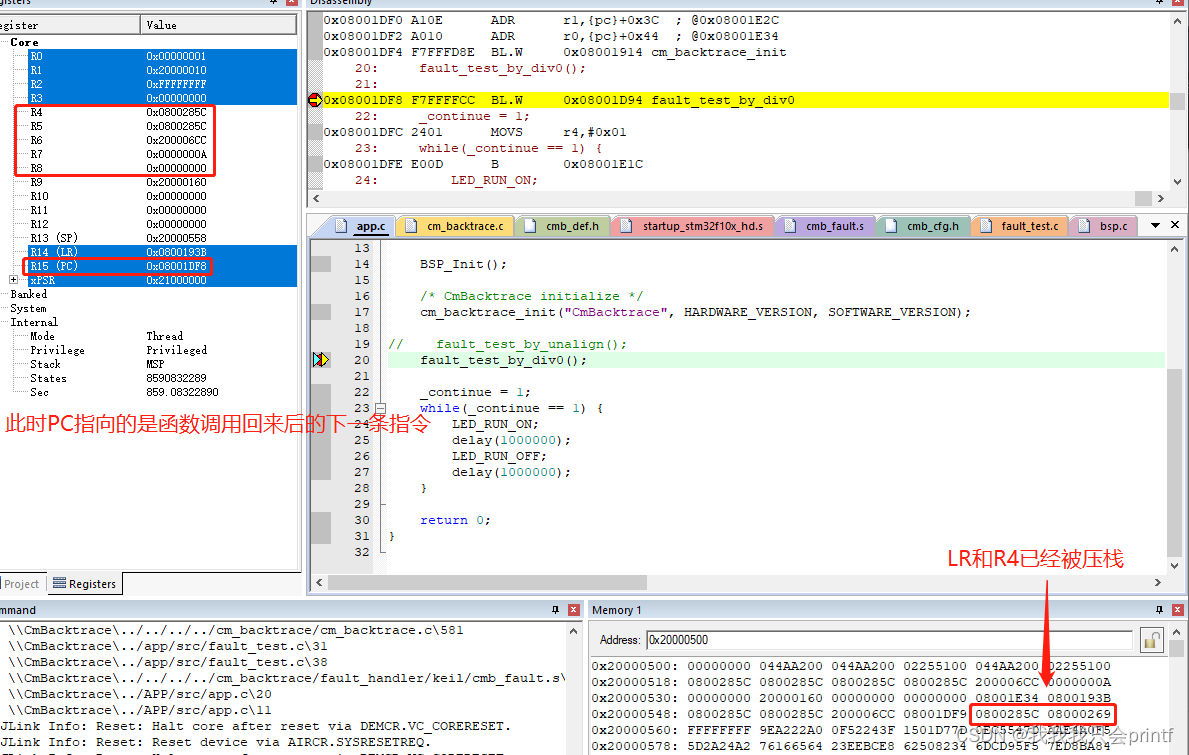 gisters
Disassembly
egister Value
Core
R0 0x00000001
R1 0x20000010
R2 0xFFFFFFFF
R3 0x00000000
R4 0x0800285C
R5 0x0800285C
R6 0x200006CC
R7 0x0000000A
R8 0x00000000
R9 0x20000160
R10 0x00000000
R11 0x00000000
R12 0x00000000
R13 (SP) 0x20000558
R14 (LR) 0x0800193B
R15 (PC) 0x08001DF8
xPSR 0x21000000
Banked
System
Internal
Mode Thread
Privilege Privileged
Stack MSP
States 8590832289
Sec 859.08322890
此时PC指向的是函数调用回来后的下一条指令
Project Registers
0x08001DF0 A10E ADR r1,{pc}+0x3C ; @0x08001E2C
0x08001DF2 A010 ADR r0,{pc}+0x44 ; @0x08001E34
0x08001DF4 F7FFFD8E BL.W 0x08001914 cm_backtrace_init
20: fault_test_by_div0();
21:
0x08001DF8 F7FFFFCC BL.W 0x08001D94 fault_test_by_div0
22: _continue = 1;
0x08001DFC 2401 MOVS r4,#0x01
23: while(_continue == 1) {
0x08001DFE E00D B 0x08001E1C
24: LED_RUN_ON;
app.c cm_backtrace.c cmb_def.h startup_stm32f10x_hd.s cmb_fault.s cmb_cfg.h fault_test.c bsp.c
13
14 BSP_Init();
15
16 /* CmBacktrace initialize */
17 cm_backtrace_init("CmBacktrace", HARDWARE_VERSION, SOFTWARE_VERSION);
18
19 // fault_test_by_unalign();
20 fault_test_by_div0();
21
22 _continue = 1;
23 while(_continue == 1) {
24 LED_RUN_ON;
25 delay(1000000);
26 LED_RUN_OFF;
27 delay(1000000);
28 }
29
30 return 0;
31 }
32
LR和R4已经被压栈
mmand
\\CmBacktrace\../../../../cm_backtrace/cm_backtrace.c\581
\\CmBacktrace\../app/src/fault_test.c\31
\\CmBacktrace\../app/src/fault_test.c\38
\\CmBacktrace\../../../../cm_backtrace/fault_handler/keil/cmb_fault.s\
\\CmBacktrace\../APP/src/app.c\20
\\CmBacktrace\../APP/src/app.c\11
JLink Info: Reset: Halt core after reset via DEMCR.VC_CORERESET.
JLink Info: Reset: Reset device via AIRCR.SYSRESETREQ.
Memory 1
Address: 0x20000500
0x20000500: 00000000 044AA200 044AA200 02255100 044AA200 02255100
0x20000518: 0800285C 0800285C 0800285C 0800285C 200006CC 0000000A
0x20000530: 00000000 20000160 00000000 00000000 08001E34 0800193B
0x20000548: 0800285C 0800285C 200006CC 08001DF9 0800285C 08000269
0x20000560: FFFFFFFF 9EA222A0 0F52243F 1501D77D
0x20000578: 5D2A24A2 76166564 23EEBCE8 62508234 6DCD95F5 7ED8BA84
CSDN @我我我只会printf